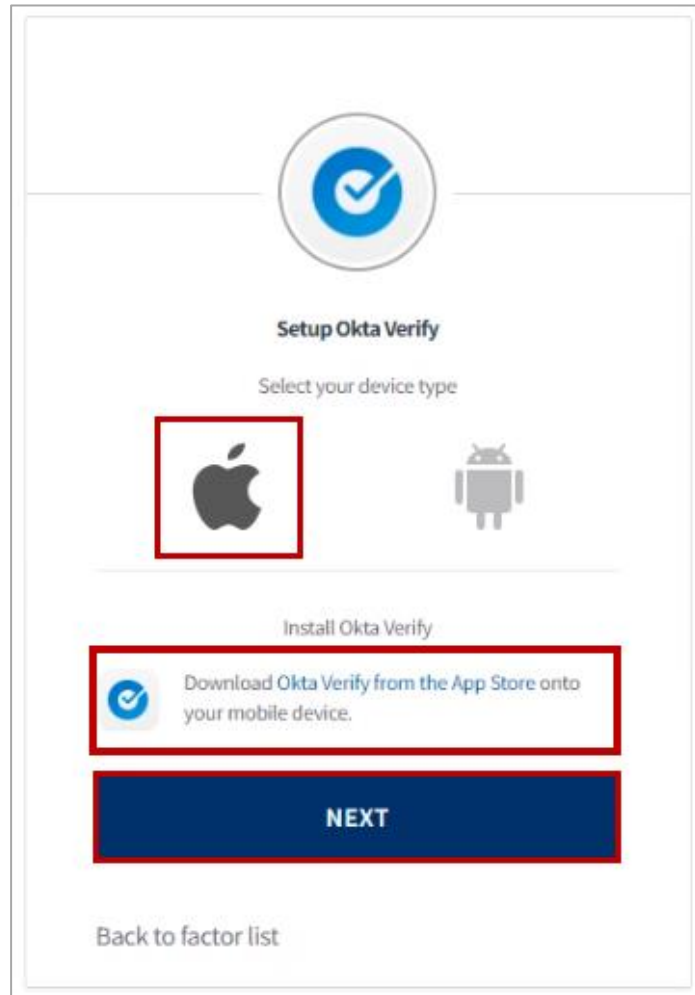 Setup Okta Verify
Select your device type
Install Okta Verify
Download Okta Verify from the App Store onto
your mobile device.
NEXT
Back to factor list